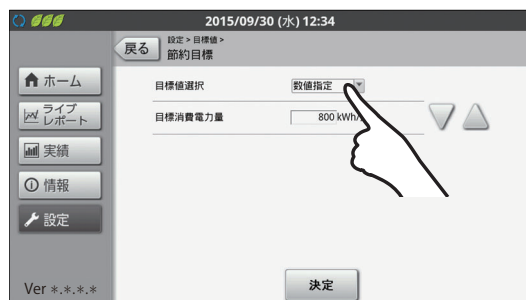 2015/09/30 (水) 12:34
戻る
設定 > 目標値 >
節約目標
ホーム
ライブ
レポート
実績
情報
設定
Ver *.*.*.*
目標値選択
数値指定
目標消費電力量
800 kWh/
決定